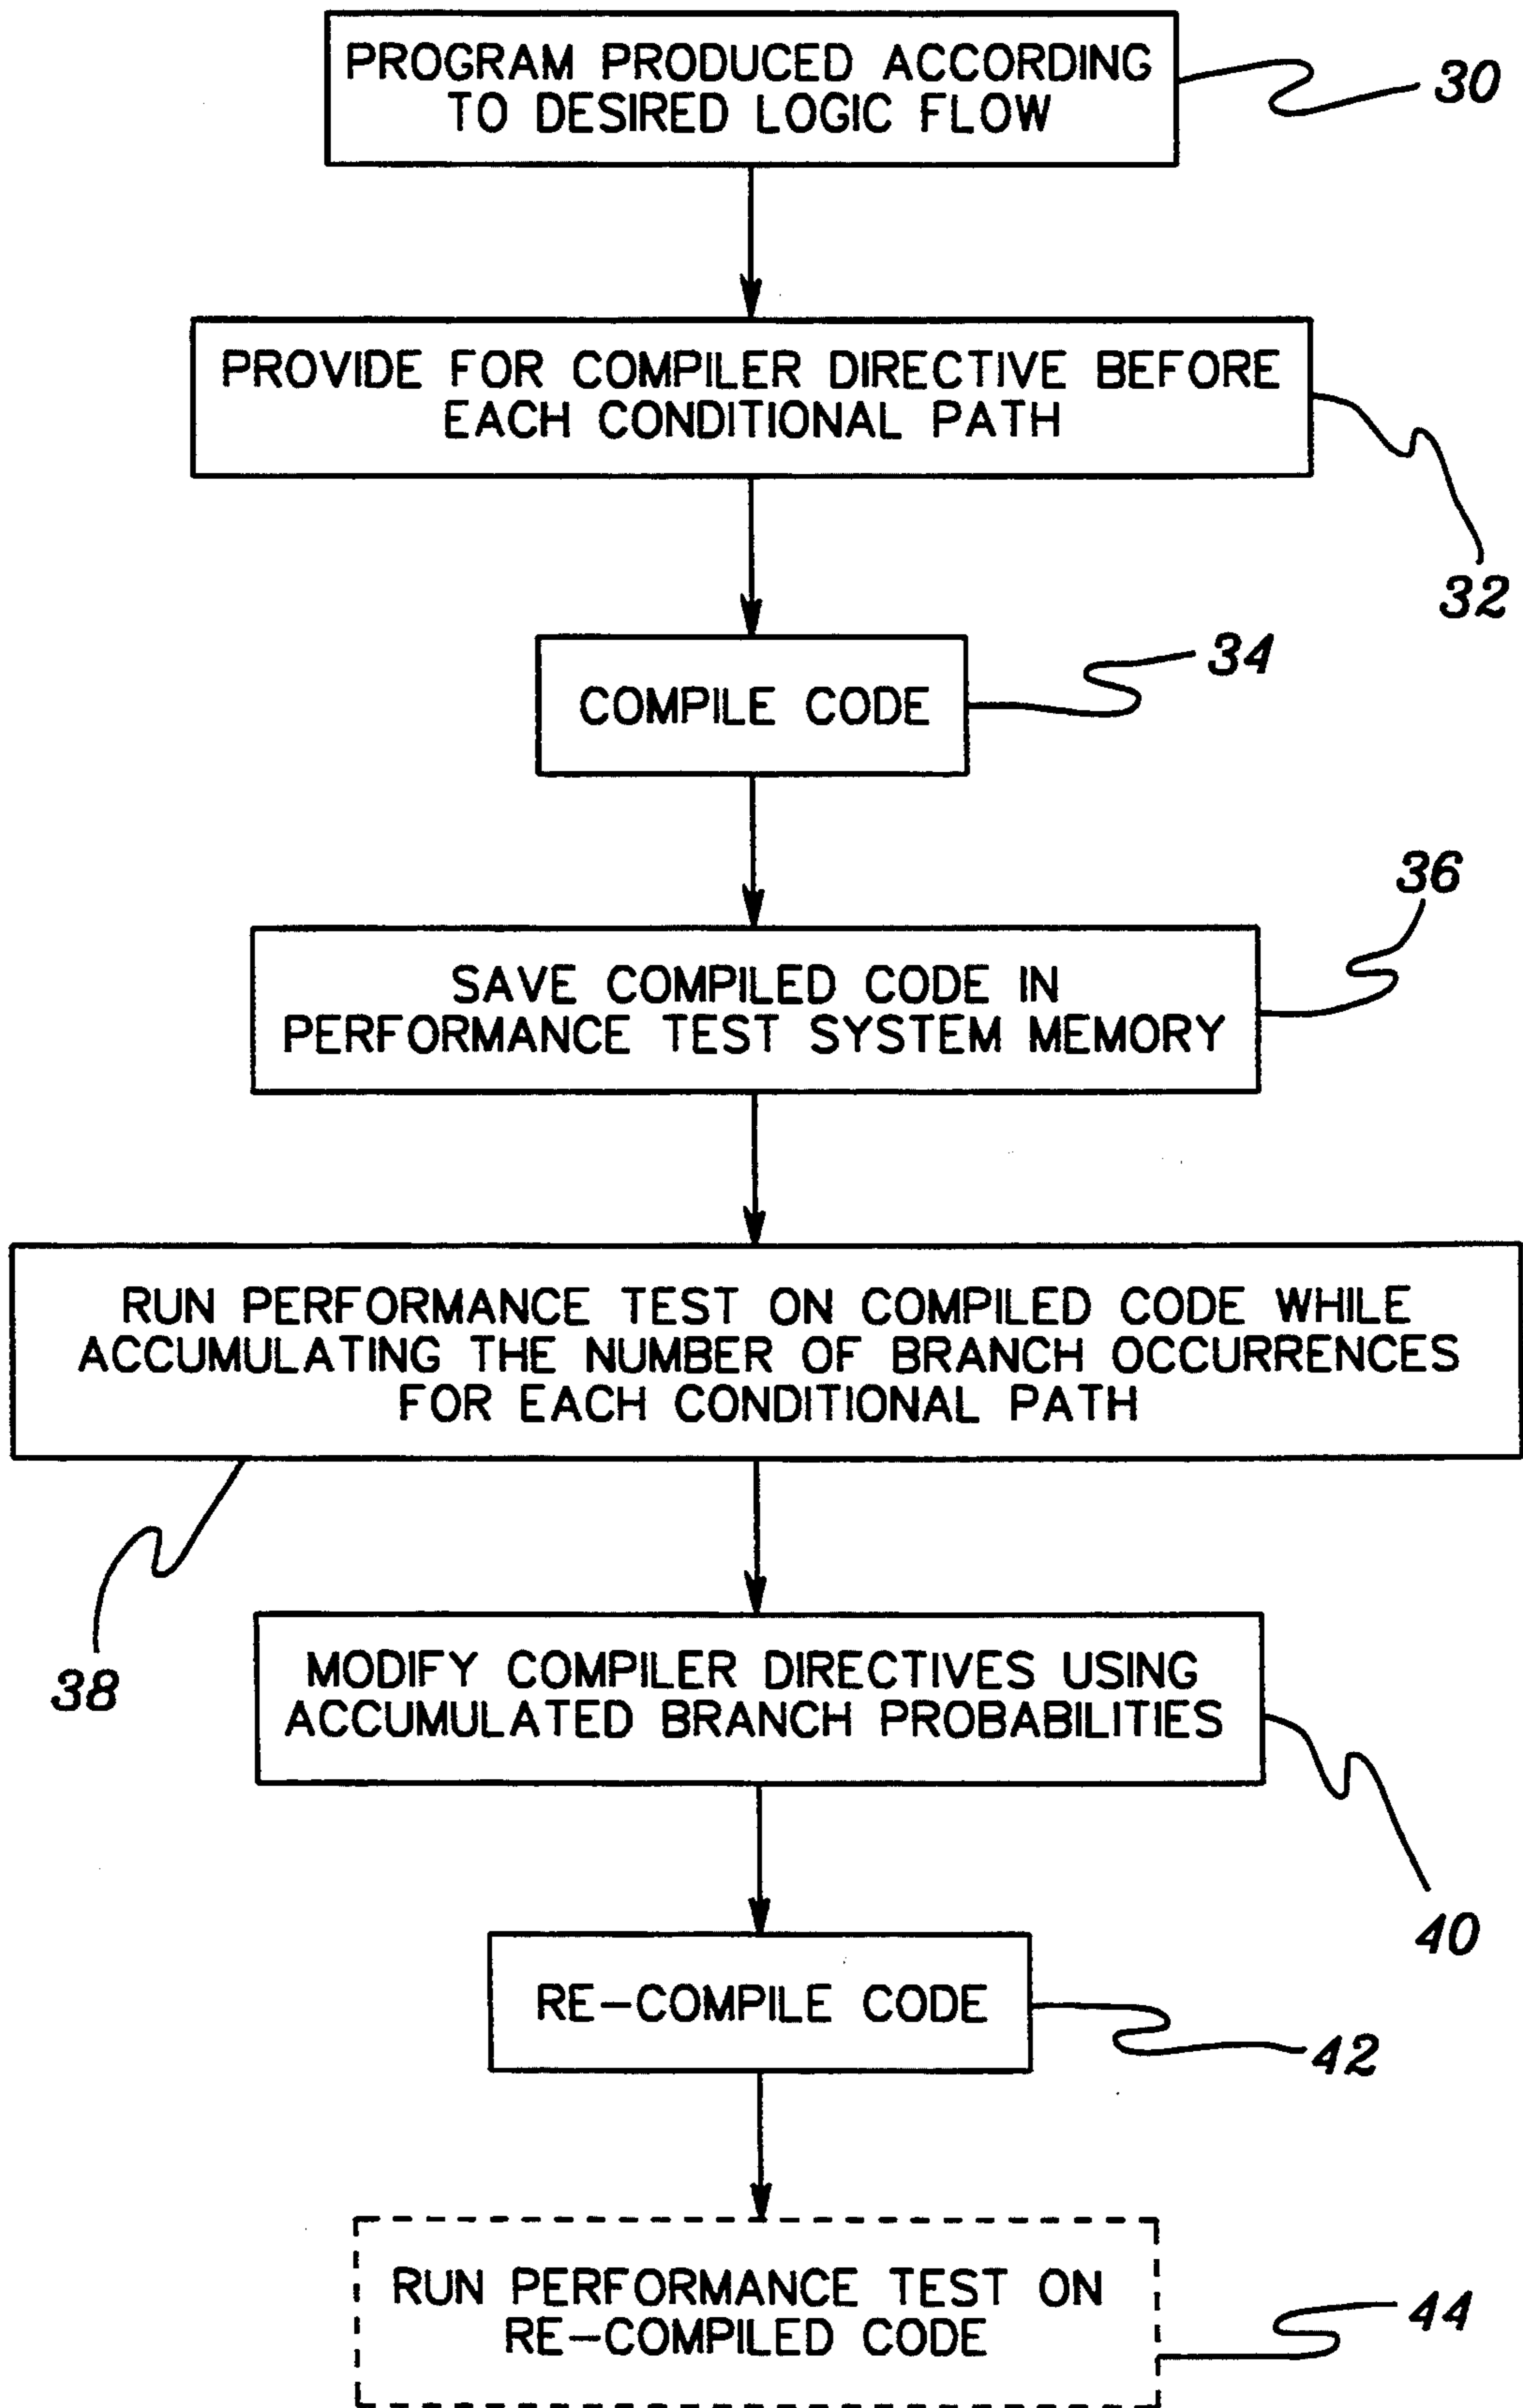 PROGRAM PRODUCED ACCORDING
TO DESIRED LOGIC FLOW
30
PROVIDE FOR COMPILER DIRECTIVE BEFORE
EACH CONDITIONAL PATH
32
COMPILE CODE
34
SAVE COMPILED CODE IN
PERFORMANCE TEST SYSTEM MEMORY
36
RUN PERFORMANCE TEST ON COMPILED CODE WHILE
ACCUMULATING THE NUMBER OF BRANCH OCCURRENCES
FOR EACH CONDITIONAL PATH
38
MODIFY COMPILER DIRECTIVES USING
ACCUMULATED BRANCH PROBABILITIES
40
RE-COMPILE CODE
42
RUN PERFORMANCE TEST ON
RE-COMPILED CODE
44